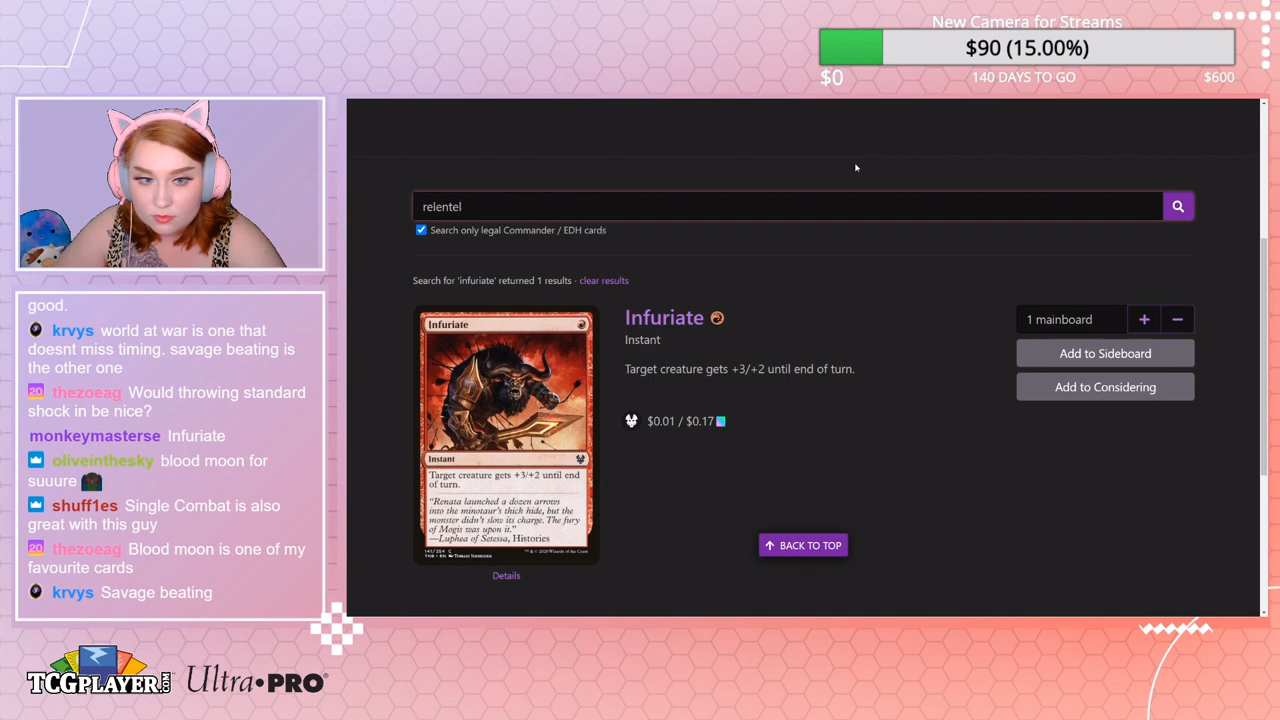 New Camera for Streams
$90 (15.00%)
$0
140 DAYS TO GO
$600
relentel
Search only legal Commander / EDH cards
Search for 'infuriate' returned 1 results · clear results
Infuriate
Instant
Target creature gets +3/+2 until end of turn.
$0.01 / $0.17
1 mainboard
+
−
Add to Sideboard
Add to Considering
Infuriate
Instant
Target creature gets +3/+2 until end
of turn.
"Renata launched a dozen arrows
into the minotaur's thick hide, but the
monster didn't slow its charge. The fury
of Mogis was upon it."
—Luphea of Setessa, Histories
141/254 C
Details
BACK TO TOP
good.
krvys world at war is one that
doesnt miss timing. savage beating is
the other one
20 thezoeag Would throwing standard
shock in be nice?
monkeymasterse Infuriate
oliveinthesky blood moon for
suuure
shuff1es Single Combat is also
great with this guy
20 thezoeag Blood moon is one of my
favourite cards
krvys Savage beating
TCGPLAYER.COM
Ultra•PRO